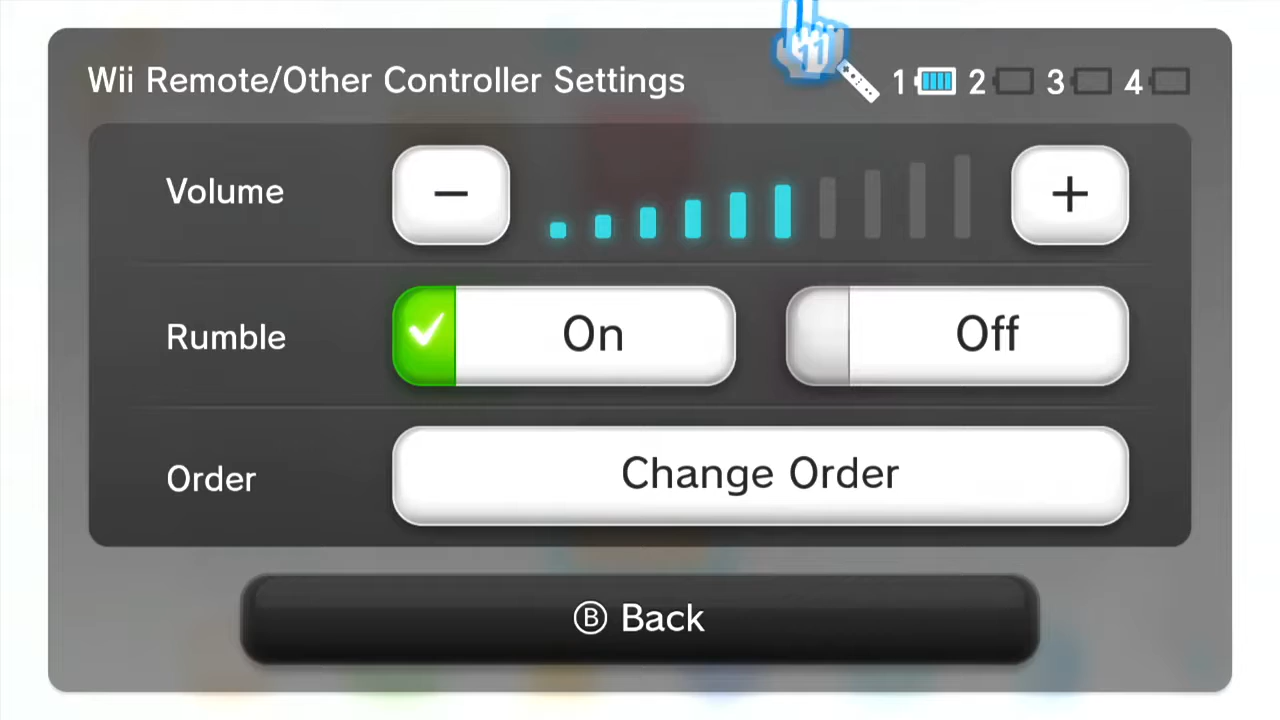 Wii Remote/Other Controller Settings 1 2 3 4
Volume − +
Rumble On Off
Order Change Order
Ⓑ Back